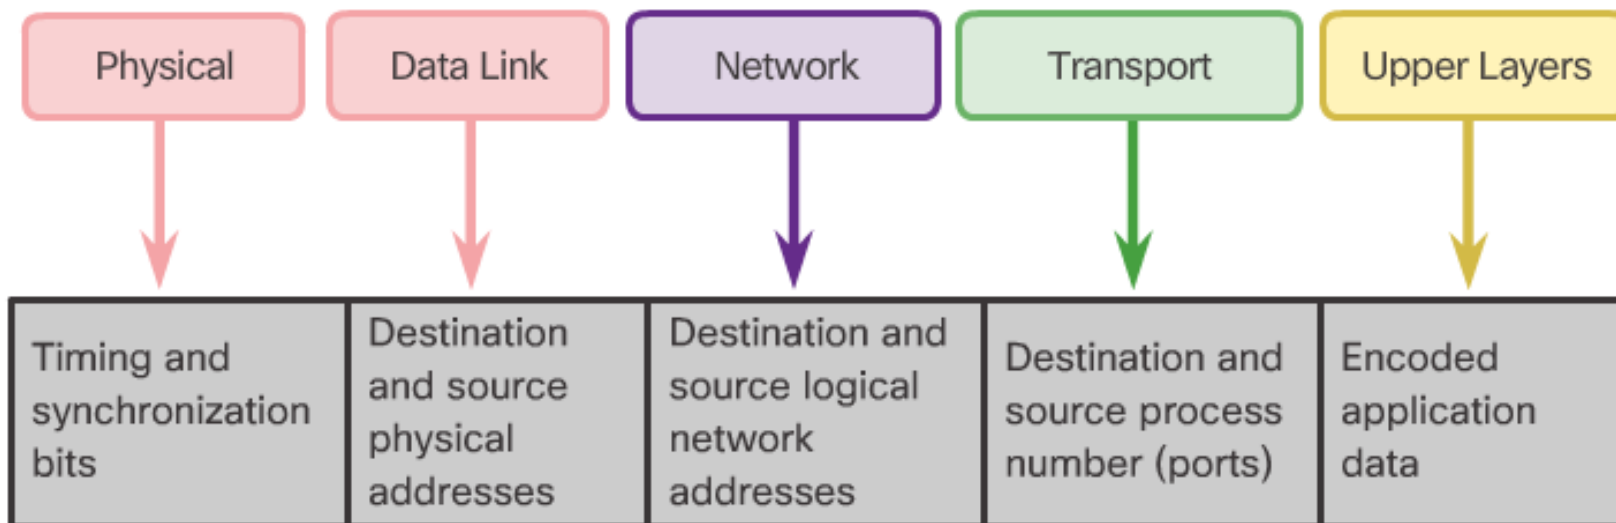 Physical
Data Link
Network
Transport
Upper Layers
Timing and
synchronization
bits
Destination
and source
physical
addresses
Destination and
source logical
network
addresses
Destination and
source process
number (ports)
Encoded
application
data